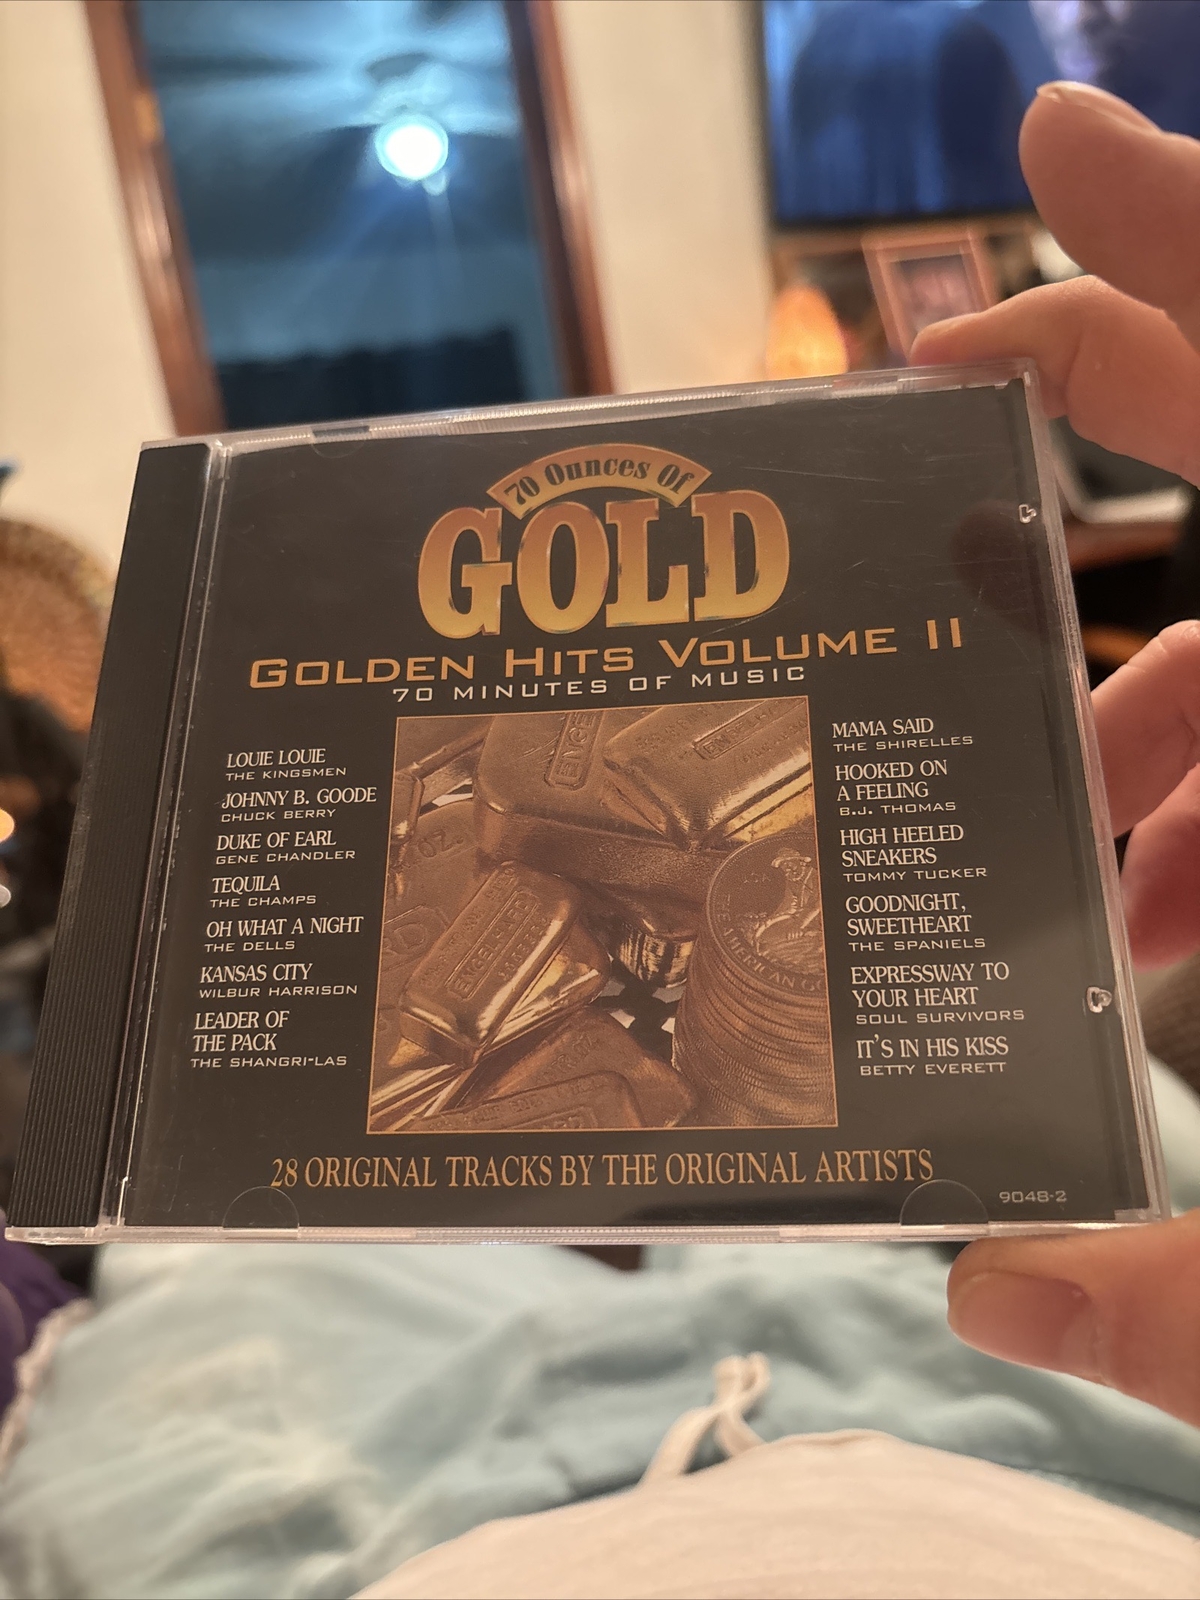 70 Ounces Of
GOLD
GOLDEN HITS VOLUME II
70 MINUTES OF MUSIC
LOUIE LOUIE
THE KINGSMEN
JOHNNY B. GOODE
CHUCK BERRY
DUKE OF EARL
GENE CHANDLER
TEQUILA
THE CHAMPS
OH WHAT A NIGHT
THE DELLS
KANSAS CITY
WILBUR HARRISON
LEADER OF
THE PACK
THE SHANGRI-LAS
MAMA SAID
THE SHIRELLES
HOOKED ON
A FEELING
B.J. THOMAS
HIGH HEELED
SNEAKERS
TOMMY TUCKER
GOODNIGHT,
SWEETHEART
THE SPANIELS
EXPRESSWAY TO
YOUR HEART
SOUL SURVIVORS
IT'S IN HIS KISS
BETTY EVERETT
OZ.
ENGELHARD
28 ORIGINAL TRACKS BY THE ORIGINAL ARTISTS
9048-2